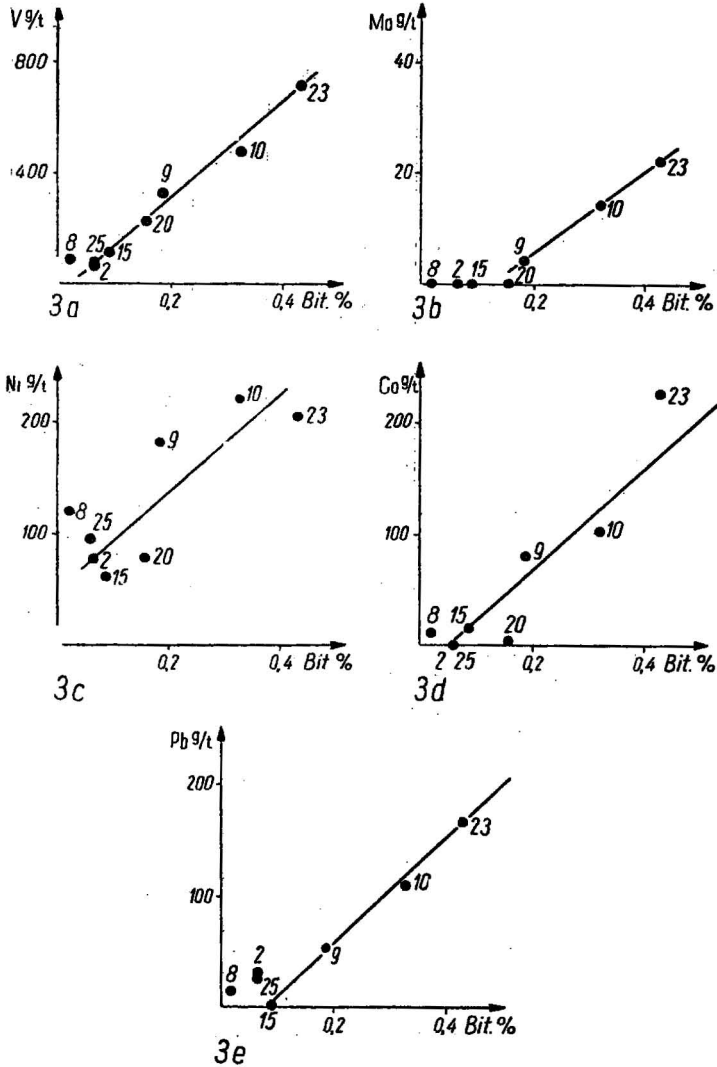 V g/t
800
23
10
400
9
20
8 25 15
2
0,2 0,4 Bit. %
3a
Mo g/t
40
20
23
10
9
8 2 15 20
0,2 0,4 Bit. %
3b
Ni g/t
200
10
23
9
8
100
25
2
20
15
0,2 0,4 Bit. %
3c
Co g/t
200
23
100
10
9
8 15 20
2 25 0,2 0,4 Bit. %
3d
Pb g/t
200
23
100
10
9
2
8 25
15 0,2 0,4 Bit. %
3e